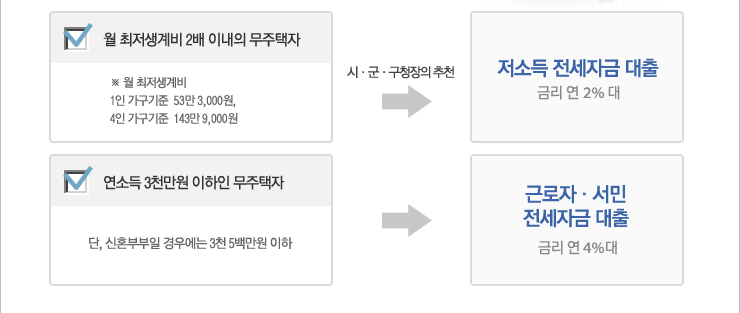 월 최저생계비 2배 이내의 무주택자
※ 월 최저생계비
1인 가구기준 53만 3,000원,
4인 가구기준 143만 9,000원
시 · 군 · 구청장의 추천
저소득 전세자금 대출
금리 연 2% 대
연소득 3천만원 이하인 무주택자
단, 신혼부부일 경우에는 3천 5백만원 이하
근로자 · 서민
전세자금 대출
금리 연 4%대